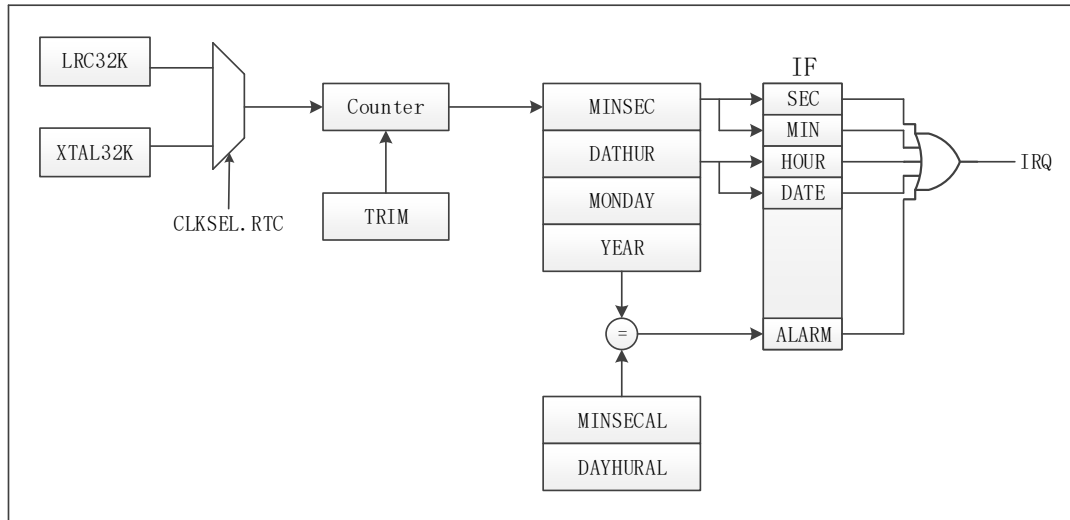 LRC32K
XTAL32K
CLKSEL.RTC
Counter
TRIM
MINSEC
DATHUR
MONDAY
YEAR
=
MINSECAL
DAYHURAL
IF
SEC
MIN
HOUR
DATE
ALARM
IRQ